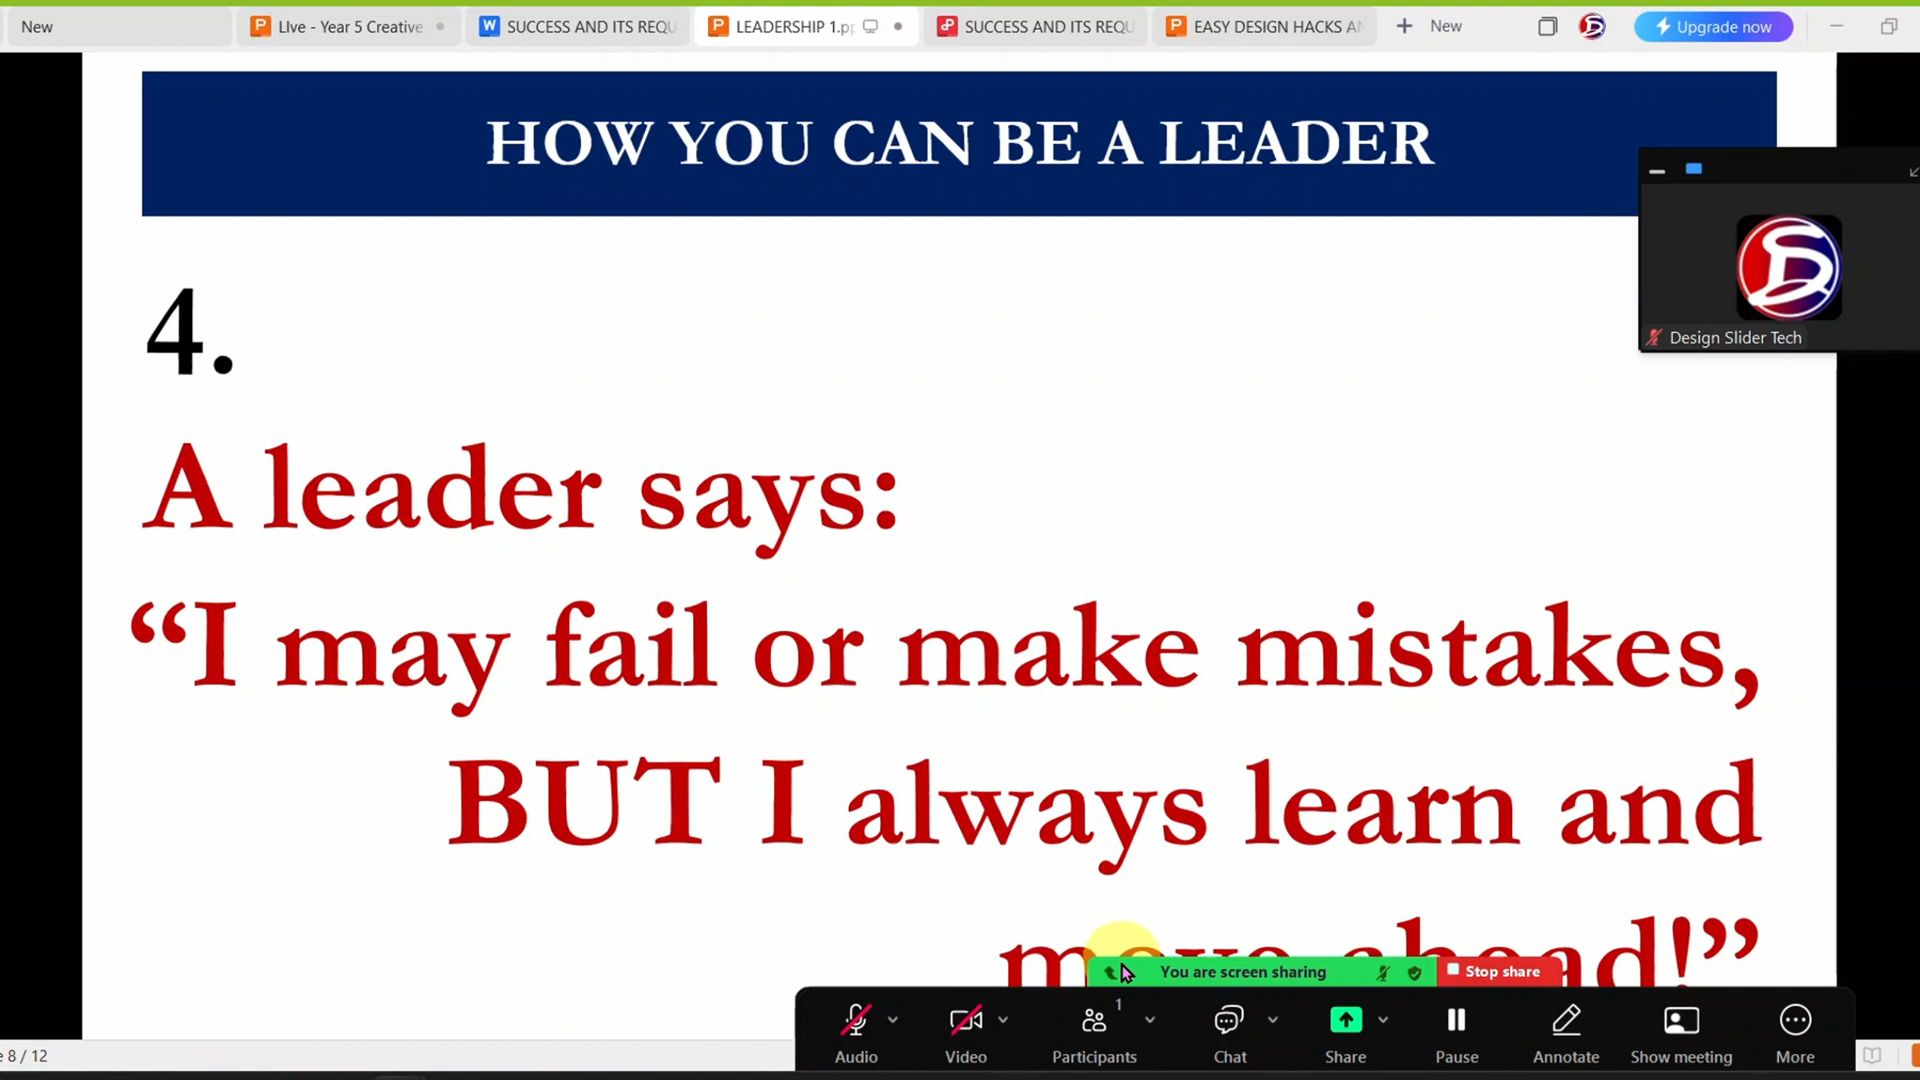 New
Live - Year 5 Creative
SUCCESS AND ITS REQU
LEADERSHIP 1.pp
SUCCESS AND ITS REQU
EASY DESIGN HACKS AN
New
Upgrade now
HOW YOU CAN BE A LEADER
Design Slider Tech
4.
A leader says:
“I may fail or make mistakes,
BUT I always learn and
move ahead!”
You are screen sharing
Stop share
1
Audio
Video
Participants
Chat
Share
Pause
Annotate
Show meeting
More
e 8 / 12